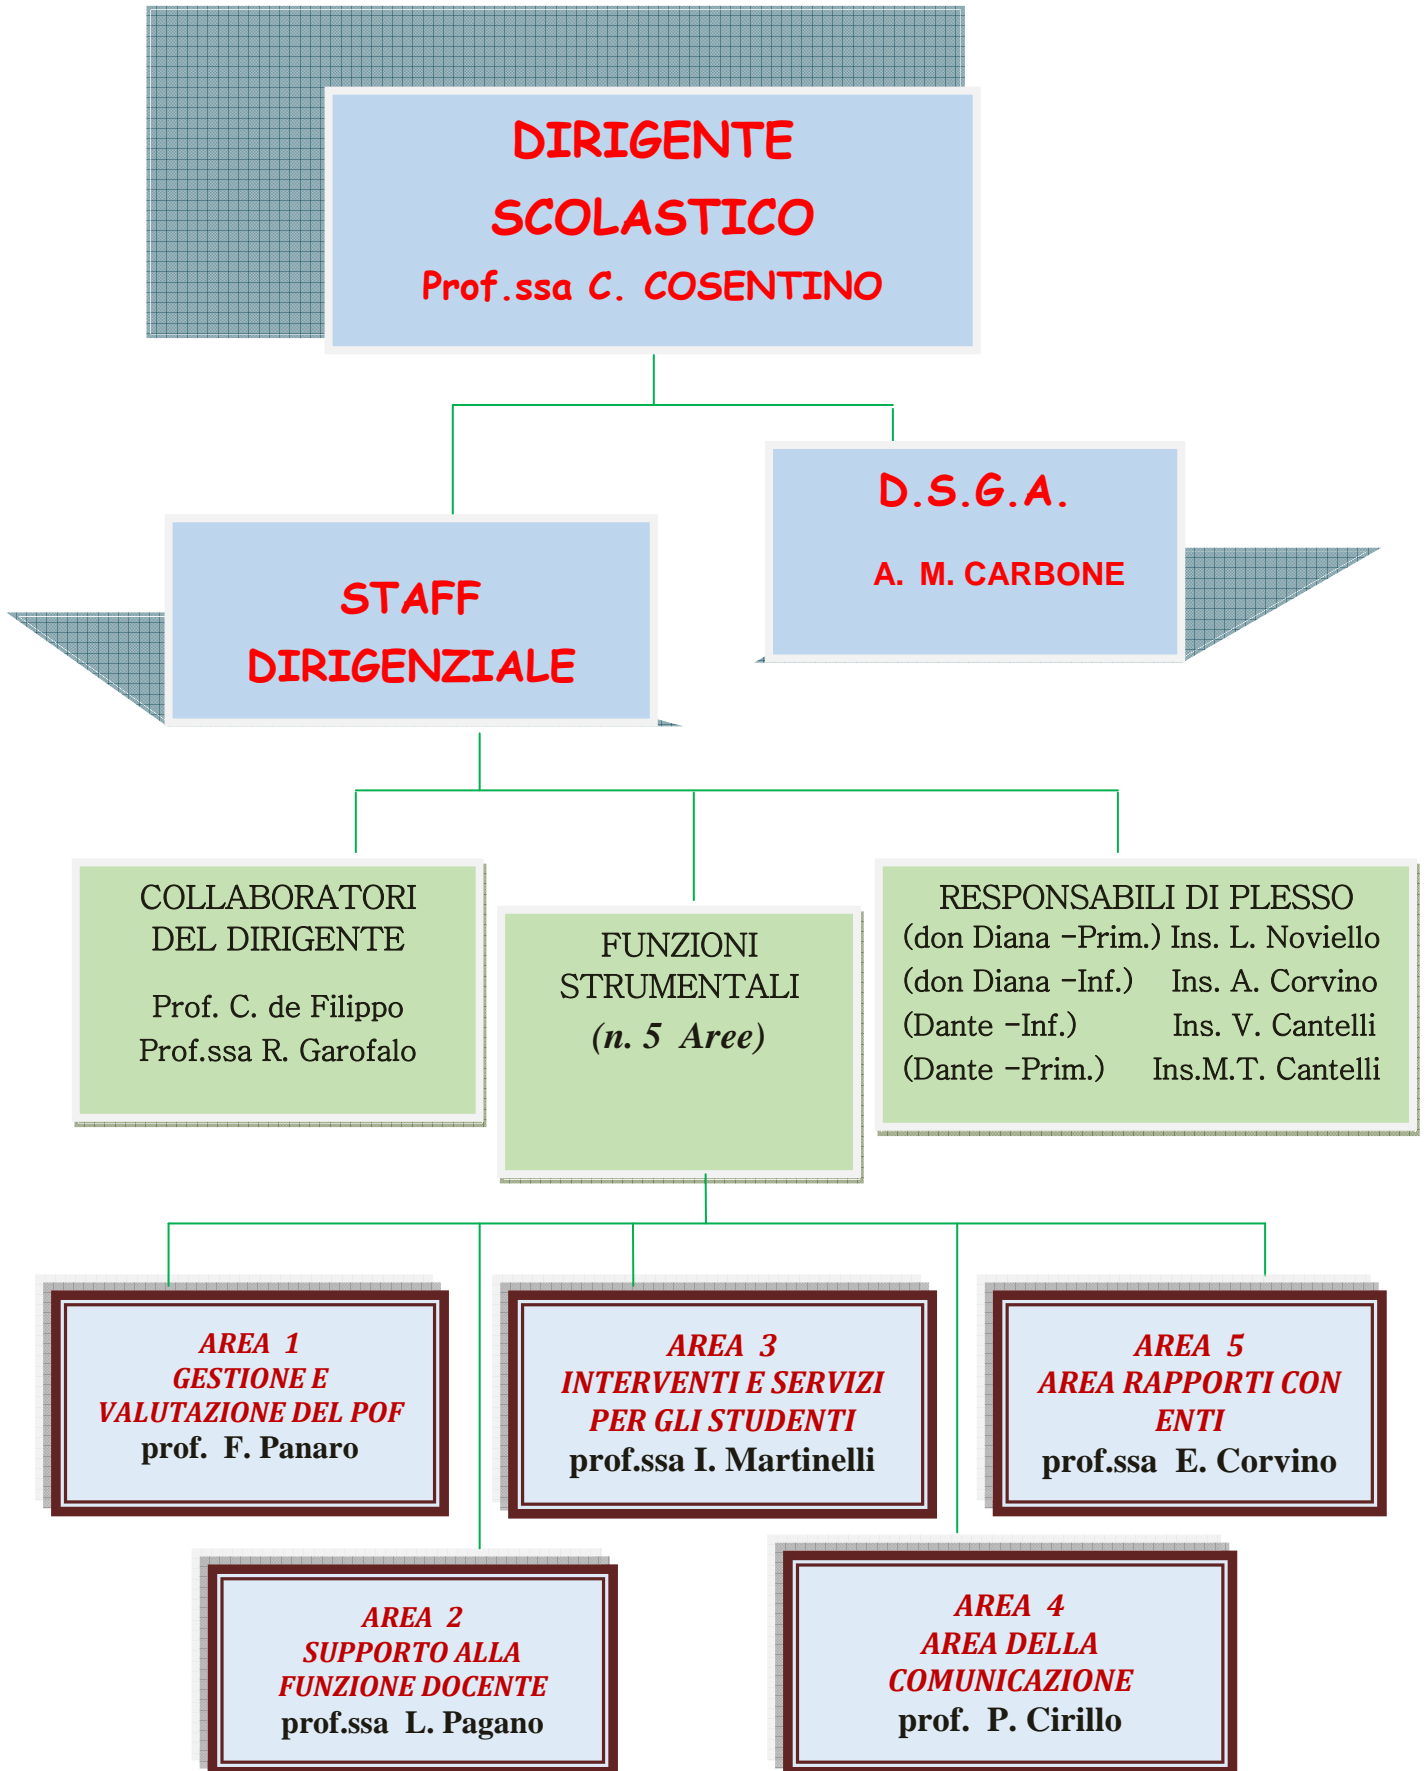 DIRIGENTE
SCOLASTICO
Prof.ssa C. COSENTINO
D.S.G.A.
A. M. CARBONE
STAFF
DIRIGENZIALE
COLLABORATORI
DEL DIRIGENTE
Prof. C. de Filippo
Prof.ssa R. Garofalo
FUNZIONI
STRUMENTALI
(n. 5 Aree)
RESPONSABILI DI PLESSO
(don Diana -Prim.) Ins. L. Noviello
(don Diana -Inf.) Ins. A. Corvino
(Dante -Inf.) Ins. V. Cantelli
(Dante -Prim.) Ins.M.T. Cantelli
AREA 1
GESTIONE E
VALUTAZIONE DEL POF
prof. F. Panaro
AREA 3
INTERVENTI E SERVIZI
PER GLI STUDENTI
prof.ssa I. Martinelli
AREA 5
AREA RAPPORTI CON
ENTI
prof.ssa E. Corvino
AREA 2
SUPPORTO ALLA
FUNZIONE DOCENTE
prof.ssa L. Pagano
AREA 4
AREA DELLA
COMUNICAZIONE
prof. P. Cirillo